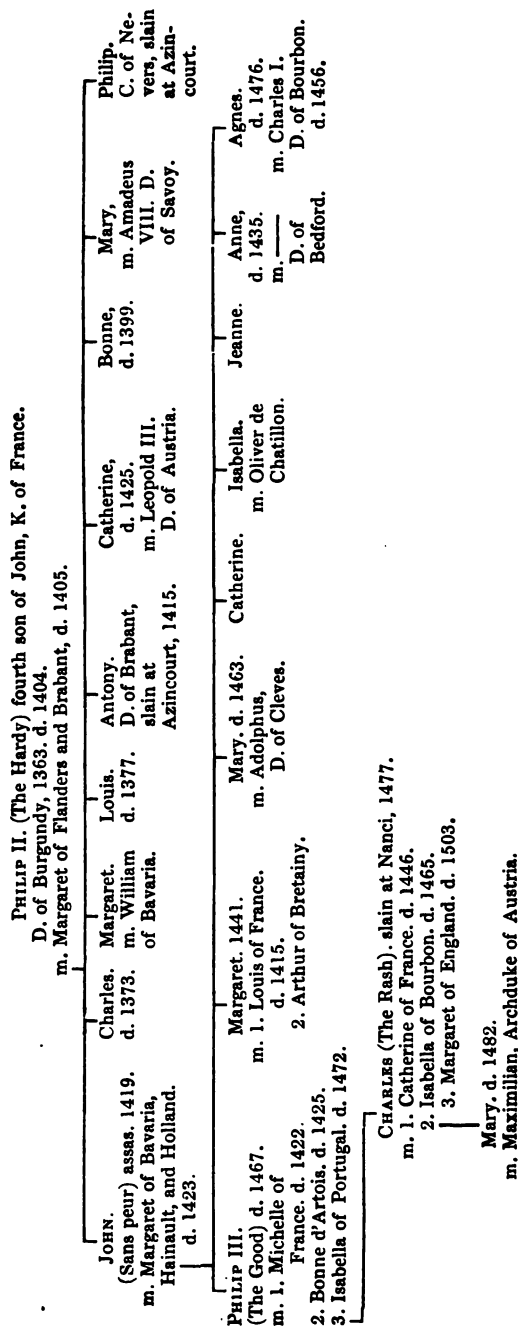 PHILIP II. (The Hardy) fourth son of John, K. of France.
D. of Burgundy, 1363. d. 1404.
m. Margaret of Flanders and Brabant, d. 1405.
JOHN.
(Sans peur) assas. 1419.
m. Margaret of Bavaria,
Hainault, and Holland.
d. 1423.
Charles.
d. 1373.
Margaret.
m. William
of Bavaria.
Louis.
d. 1377.
Antony.
D. of Brabant,
slain at
Azincourt, 1415.
Catherine,
d. 1425.
m. Leopold III.
D. of Austria.
Bonne,
d. 1399.
Mary,
m. Amadeus
VIII. D.
of Savoy.
Philip.
C. of Ne-
vers, slain
at Azin-
court.
PHILIP III.
(The Good) d. 1467.
m. 1. Michelle of
France. d. 1422.
2. Bonne d'Artois. d. 1425.
3. Isabella of Portugal. d. 1472.
Margaret. 1441.
m. 1. Louis of France.
d. 1415.
2. Arthur of Bretainy.
Mary. d. 1463.
m. Adolphus,
D. of Cleves.
Catherine.
Isabella.
m. Oliver de
Chatillon.
Jeanne.
Anne,
d. 1435.
m. ——
D. of
Bedford.
Agnes.
d. 1476.
m. Charles I.
D. of Bourbon.
d. 1456.
CHARLES (The Rash). slain at Nanci, 1477.
m. 1. Catherine of France. d. 1446.
2. Isabella of Bourbon. d. 1465.
3. Margaret of England. d. 1503.
Mary. d. 1482.
m. Maximilian, Archduke of Austria.